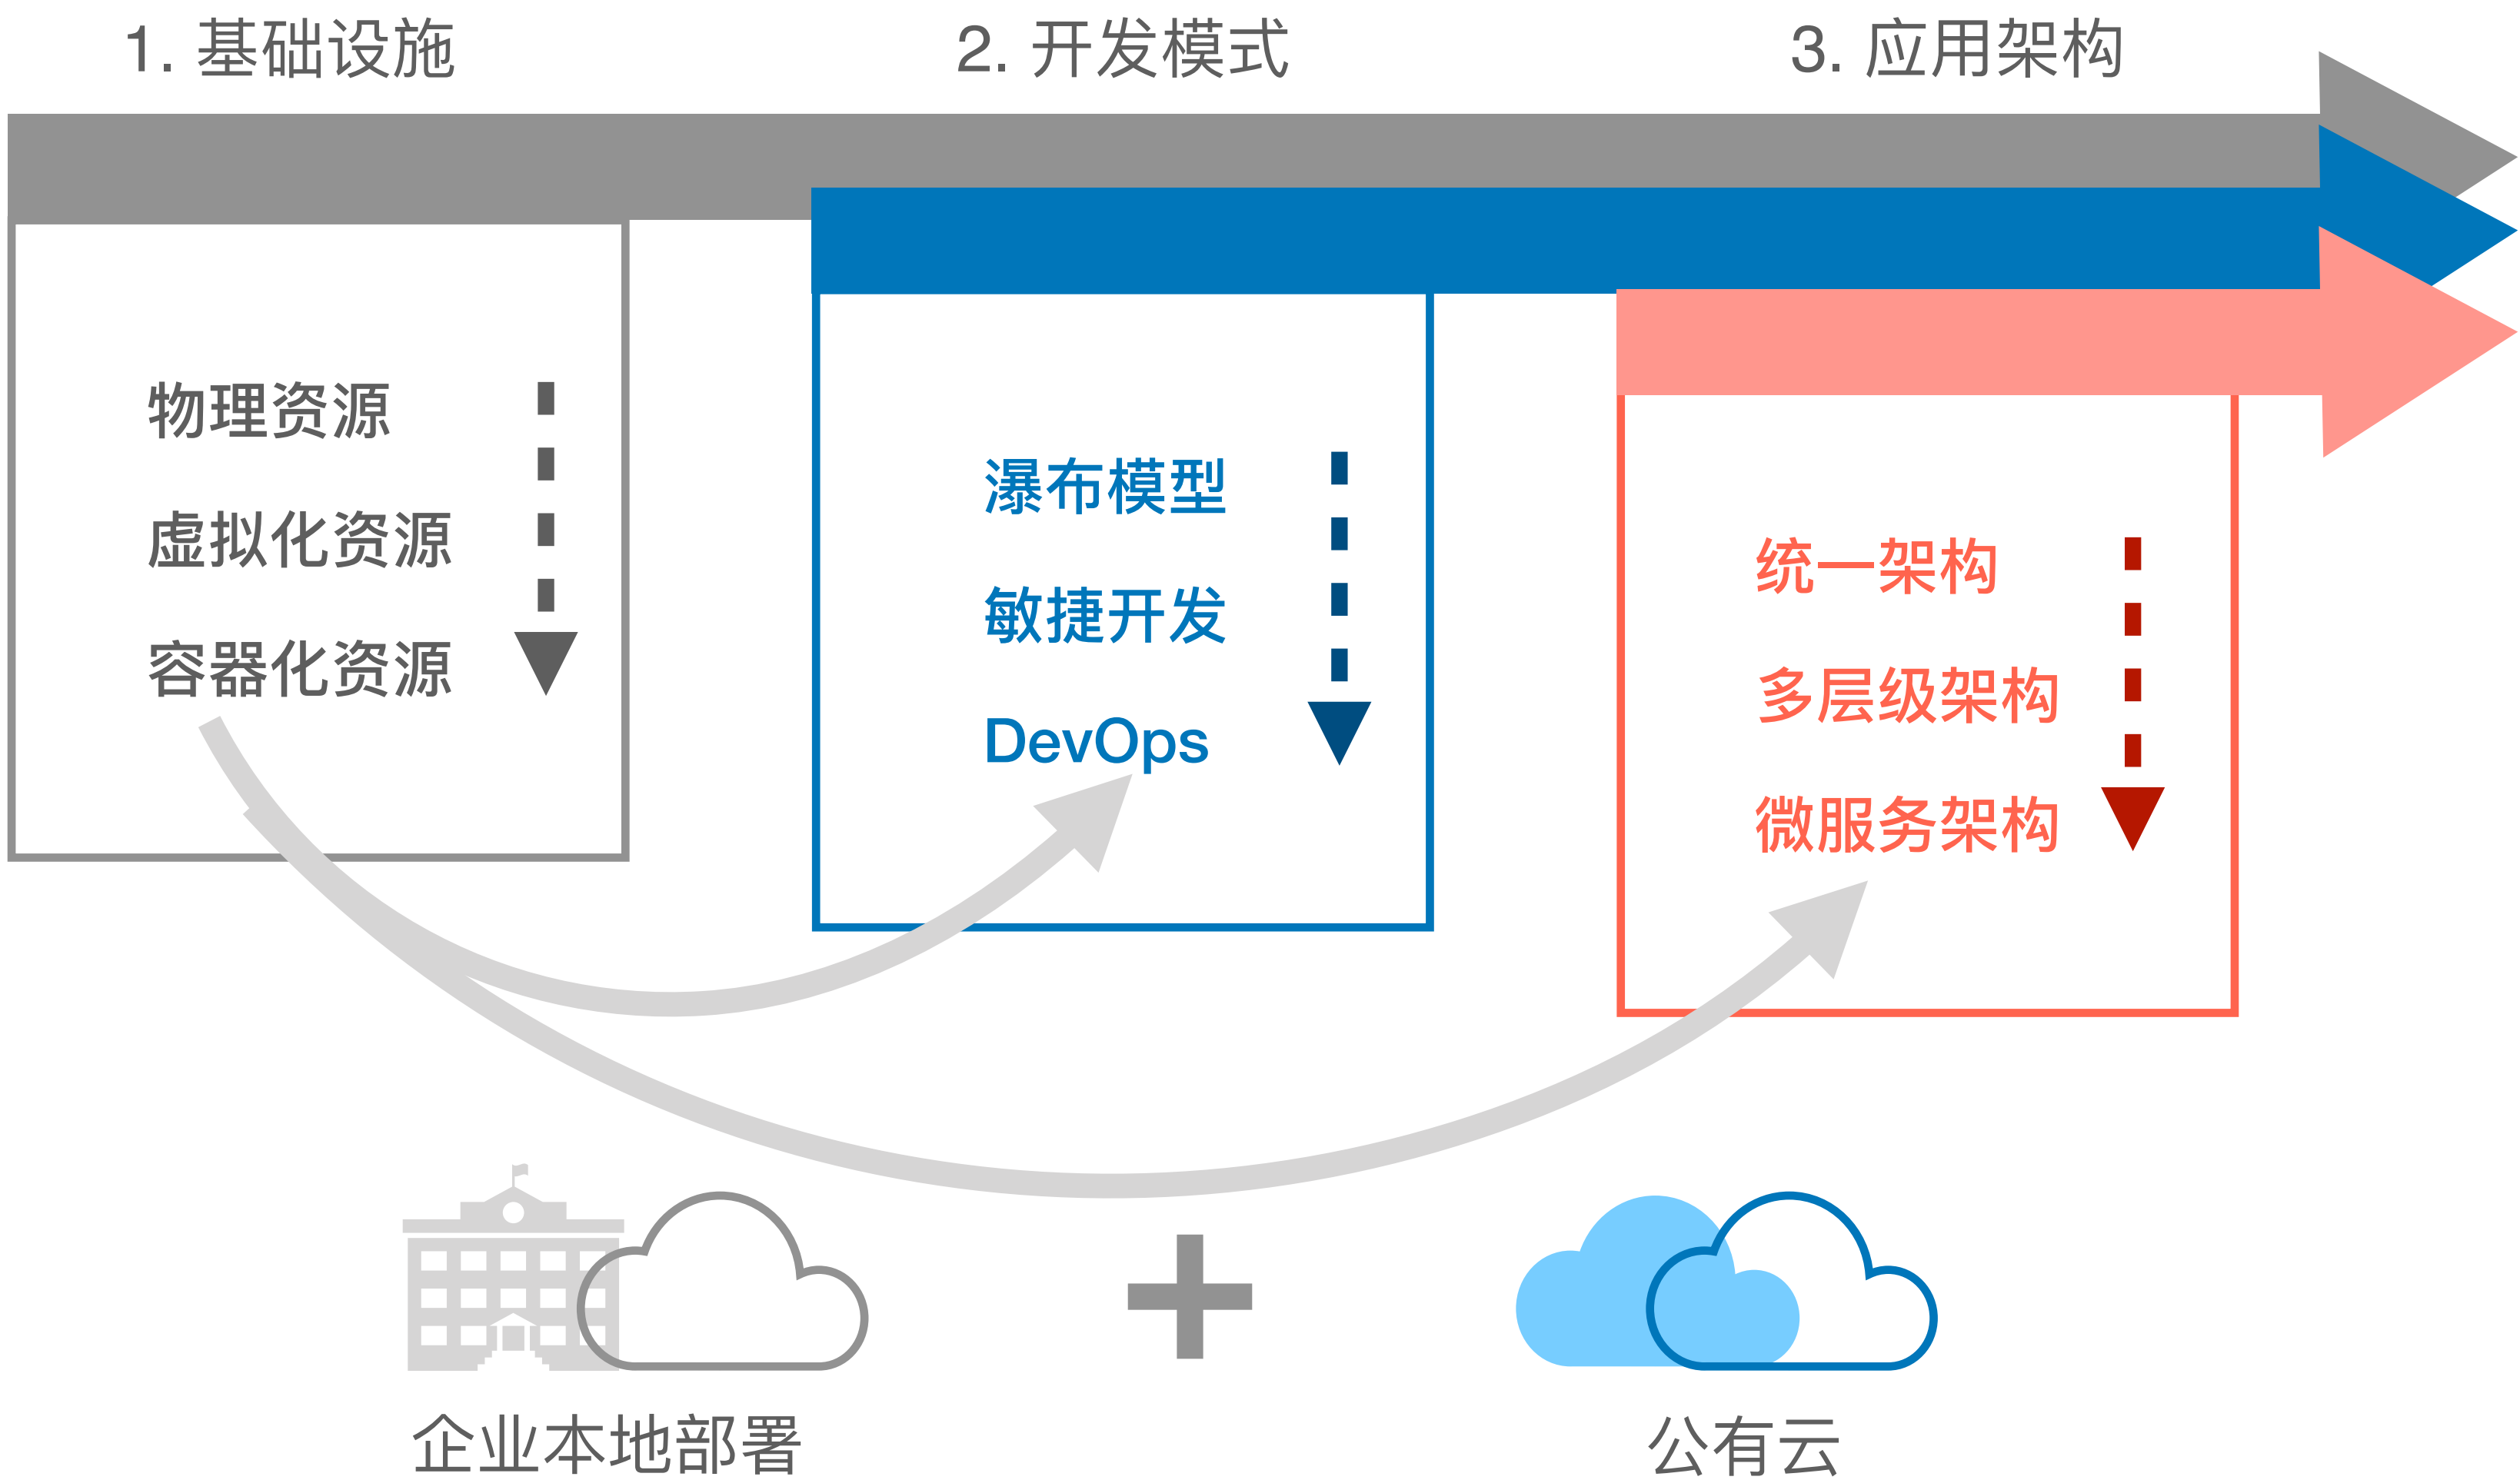 1. 基础设施
2. 开发模式
3. 应用架构
物理资源
虚拟化资源
容器化资源
瀑布模型
敏捷开发
DevOps
统一架构
多层级架构
微服务架构
企业本地部署
公有云